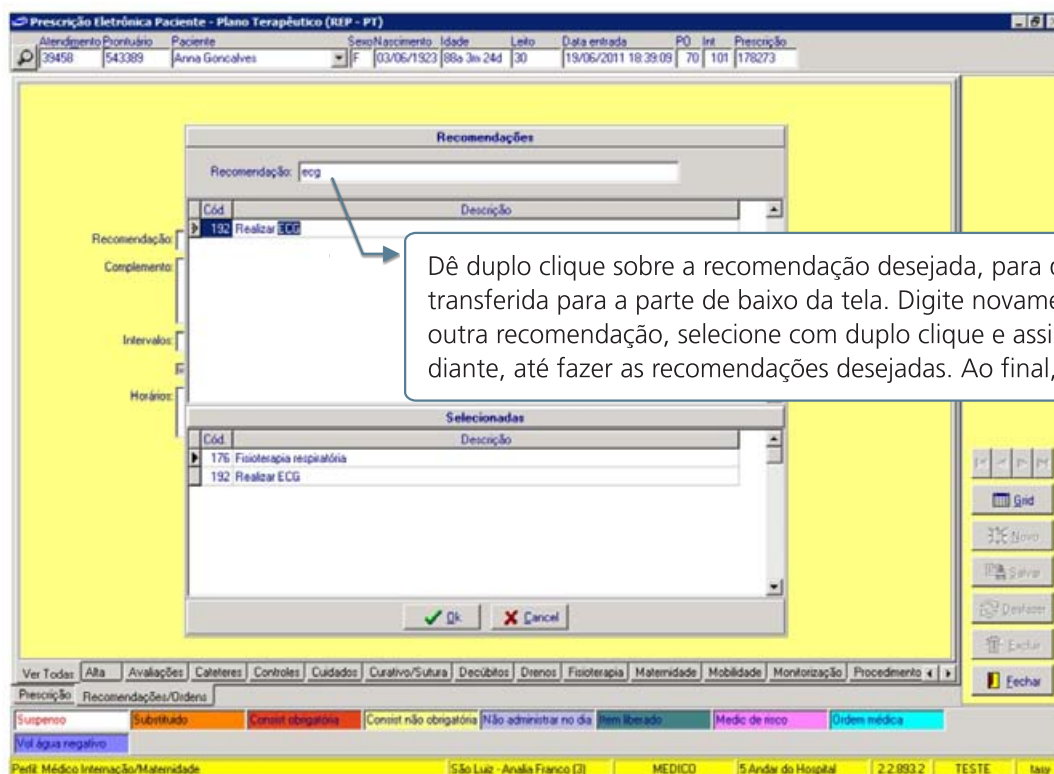 Prescrição Eletrônica Paciente - Plano Terapêutico (REP - PT)
Atendimento Prontuário Paciente Sexo Nascimento Idade Leito Data entrada PO Int Prescrição
39458 543389 Anna Goncalves F 03/06/1923 88a 3m 24d 30 19/06/2011 18:39:09 70 101 178273
Recomendações
Recomendação: ecg
Cód. Descrição
192 Realizar ECG
Recomendação:
Complemento:
Intervalos:
Horários:
Dê duplo clique sobre a recomendação desejada, para
transferida para a parte de baixo da tela. Digite
outra recomendação, selecione com duplo clique e
diante, até fazer as recomendações desejadas. Ao final,
Selecionadas
Cód. Descrição
176 Fisioterapia respiratória
192 Realizar ECG
Ok Cancel
Grid
Novo
Salvar
Desfazer
Excluir
Fechar
Ver Todas Alta Avaliações Cateteres Controles Cuidados Curativo/Sutura Decúbitos Drenos Fisioterapia Maternidade Mobilidade Monitorização Procedimento
Prescrição Recomendações/Ordens
Suspenso Substituído Consist obrigatória Consist não obrigatória Não administrar no dia Item liberado Medic de risco Ordem médica
Vol água negativo
Perfil: Médico Internação/Maternidade São Luiz - Analia Franco (3) MEDICO 5 Andar do Hospital 2.2.893.2 TESTE tasy